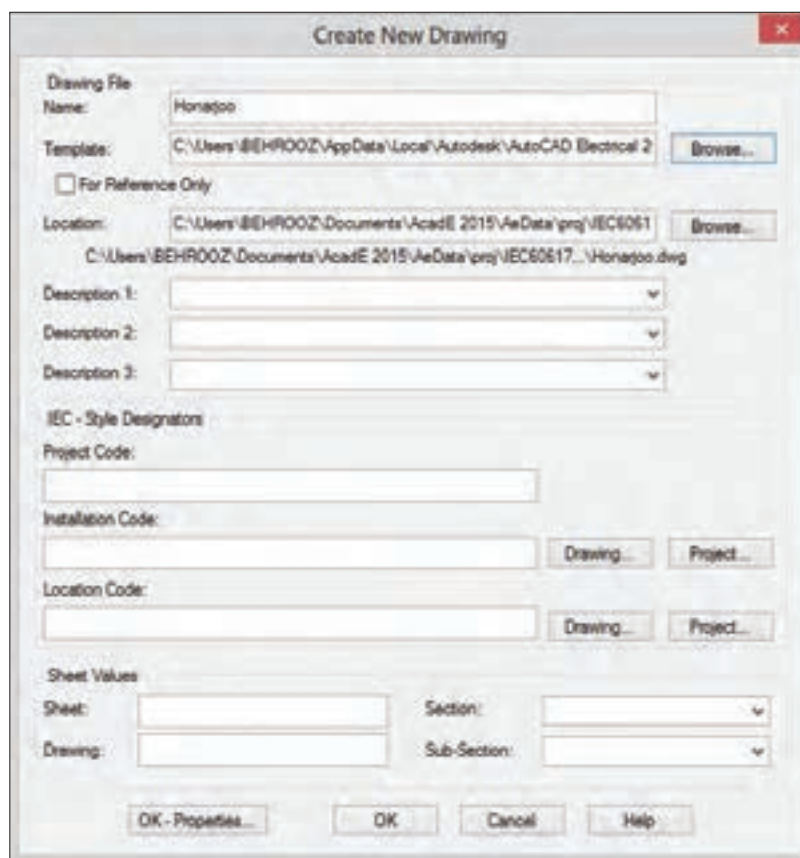 Create New Drawing
Drawing File
Name: Honarjoo
Template: C:\Users\BEHROOZ\AppData\Local\Autodesk\AutoCAD Electrical 2 Browse...
For Reference Only
Location: C:\Users\BEHROOZ\Documents\AcadE 2015\AeData\proj\IEC6061 Browse...
C:\Users\BEHROOZ\Documents\AcadE 2015\AeData\proj\IEC60617...\Honarjoo.dwg
Description 1:
Description 2:
Description 3:
IEC - Style Designators
Project Code:
Installation Code:
Drawing... Project...
Location Code:
Drawing... Project...
Sheet Values
Sheet: Section:
Drawing: Sub-Section:
OK - Properties... OK Cancel Help